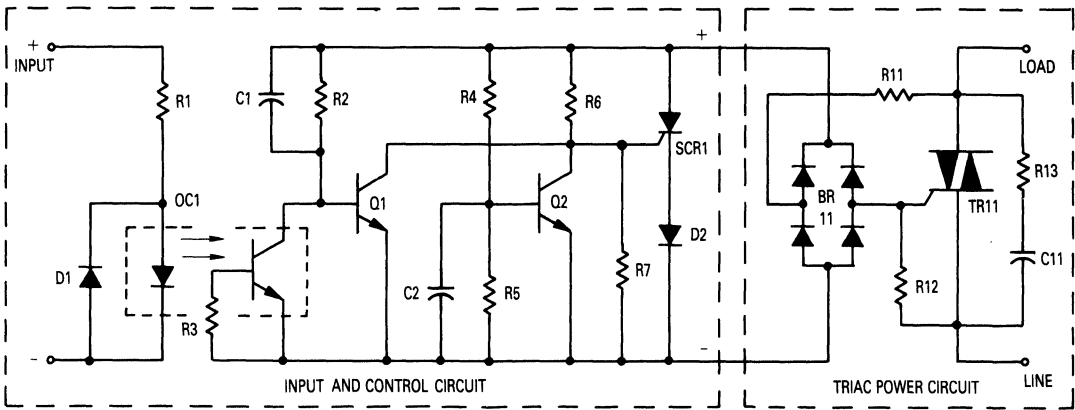 +
INPUT
R1
C1
R2
R4
R6
+
SCR1
R11
LOAD
OC1
Q1
Q2
BR
11
TR11
R13
D1
D2
R3
C2
R5
R7
R12
C11
−
−
LINE
INPUT AND CONTROL CIRCUIT
TRIAC POWER CIRCUIT